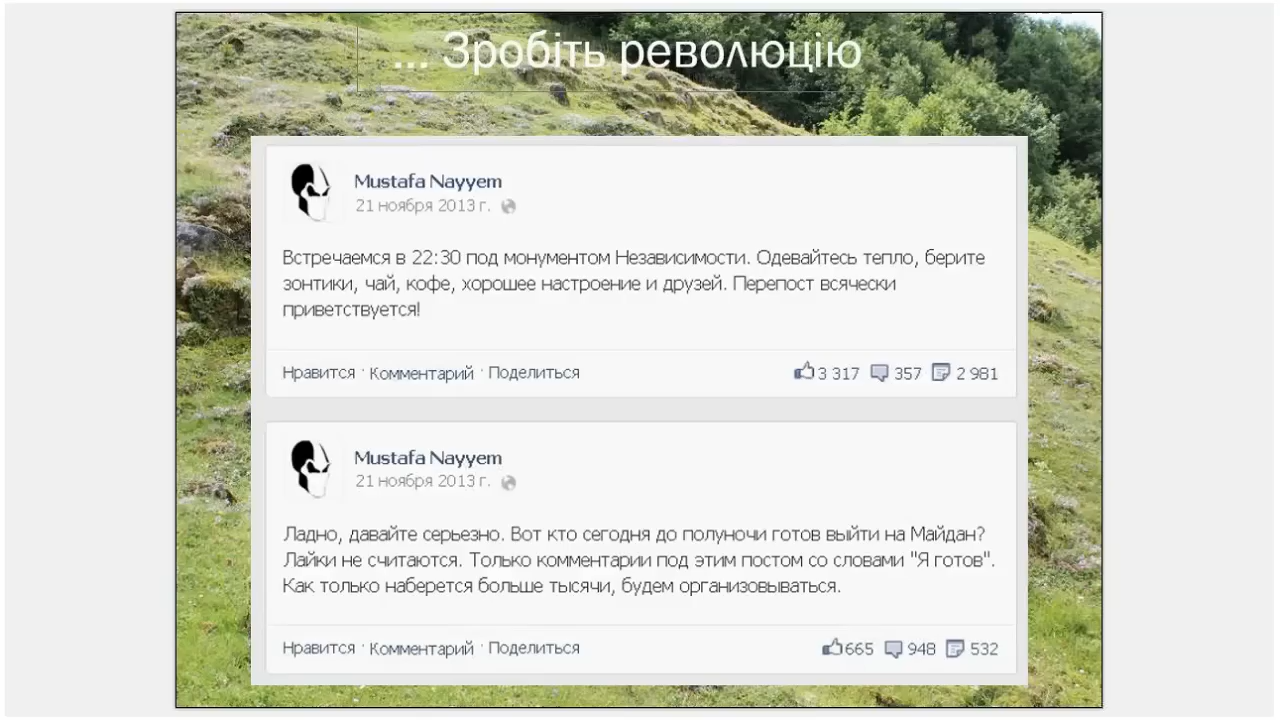 ... Зробіть революцію
Mustafa Nayyem
21 ноября 2013 г.
Встречаемся в 22:30 под монументом Независимости. Одевайтесь тепло, берите
зонтики, чай, кофе, хорошее настроение и друзей. Перепост всячески
приветствуется!
Нравится · Комментарий · Поделиться 3 317 357 2 981
Mustafa Nayyem
21 ноября 2013 г.
Ладно, давайте серьезно. Вот кто сегодня до полуночи готов выйти на Майдан?
Лайки не считаются. Только комментарии под этим постом со словами "Я готов".
Как только наберется больше тысячи, будем организовываться.
Нравится · Комментарий · Поделиться 665 948 532